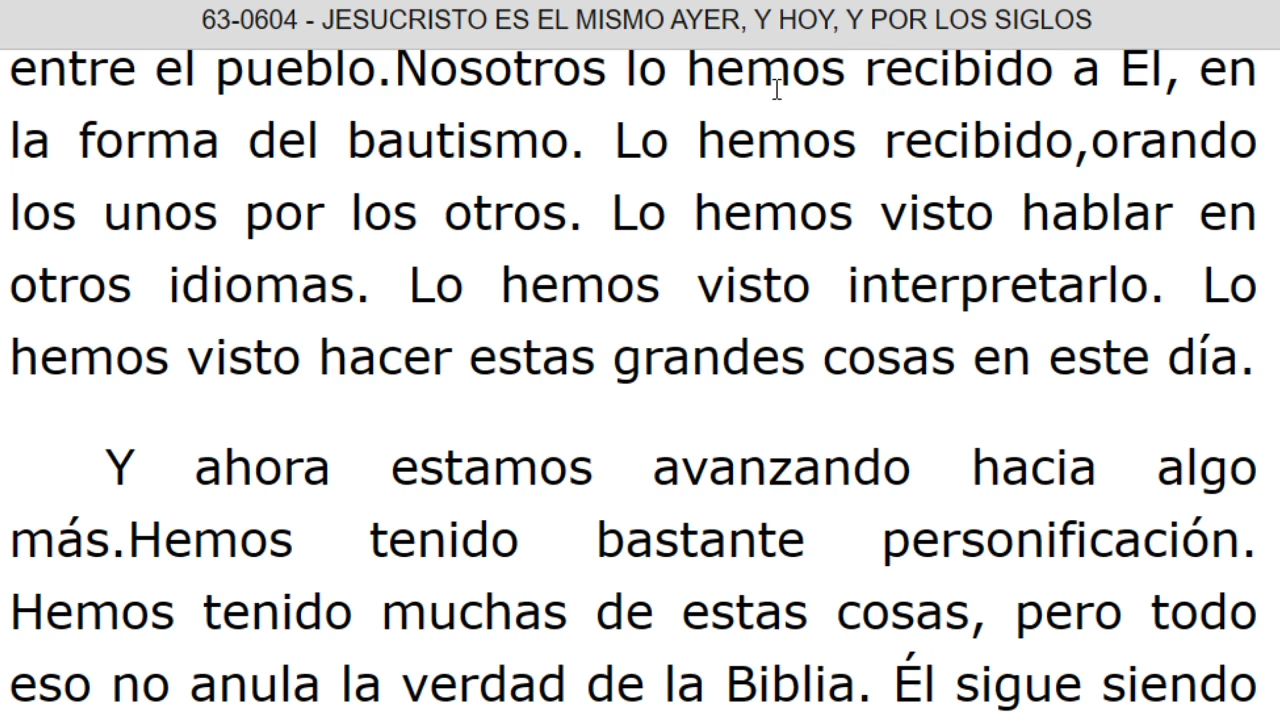 63-0604 - JESUCRISTO ES EL MISMO AYER, Y HOY, Y POR LOS SIGLOS
entre el pueblo.Nosotros lo hemos recibido a Él, en
la forma del bautismo. Lo hemos recibido,orando
los unos por los otros. Lo hemos visto hablar en
otros idiomas. Lo hemos visto interpretarlo. Lo
hemos visto hacer estas grandes cosas en este día.
Y ahora estamos avanzando hacia algo
más.Hemos tenido bastante personificación.
Hemos tenido muchas de estas cosas, pero todo
eso no anula la verdad de la Biblia. Él sigue siendo